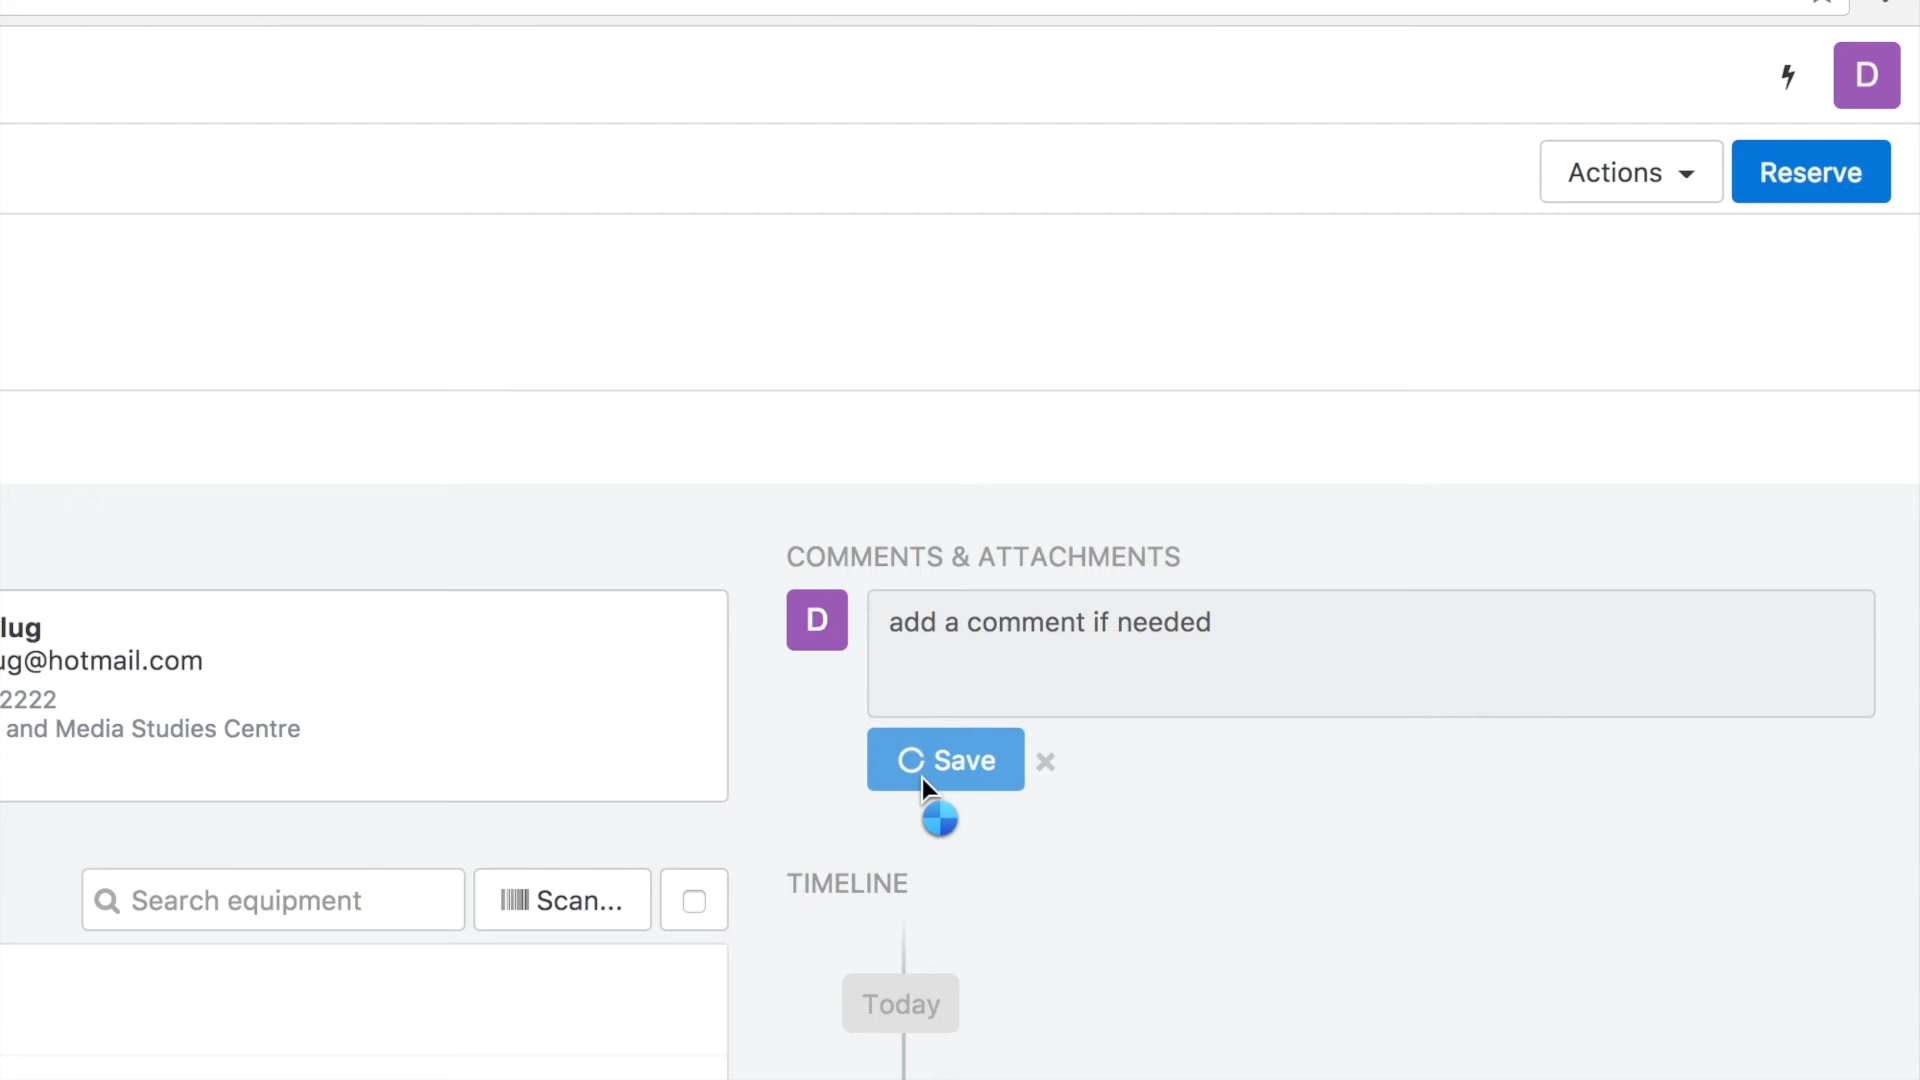 D
Actions
Reserve
COMMENTS & ATTACHMENTS
D
add a comment if needed
Save
lug
ug@hotmail.com
2222
and Media Studies Centre
Search equipment
Scan...
TIMELINE
Today